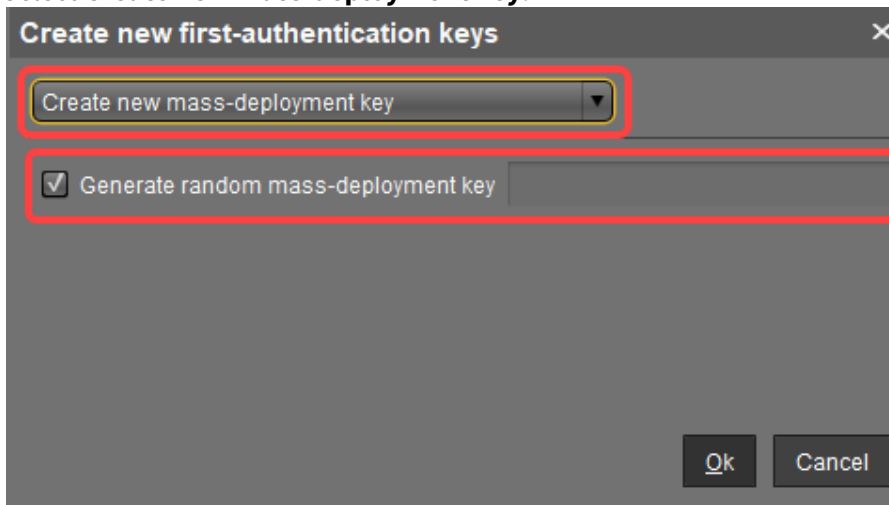 Create new first-authentication keys
Create new mass-deployment key
Generate random mass-deployment key
Ok
Cancel